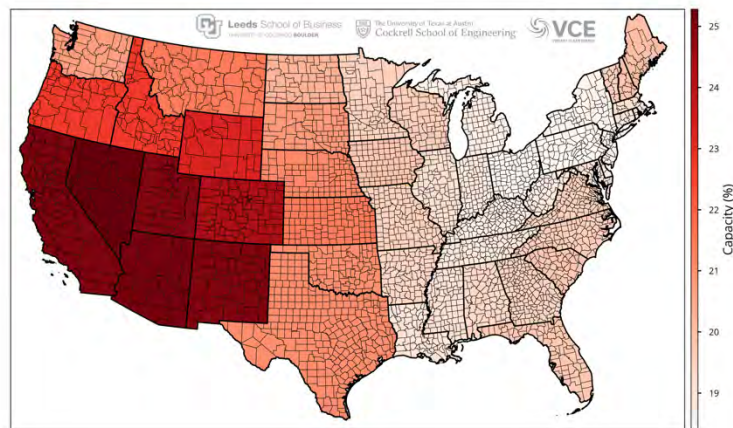 Leeds School of Business
UNIVERSITY OF COLORADO BOULDER
The University of Texas at Austin
Cockrell School of Engineering
VCE
25
24
23
22
21
20
19
Capacity (%)